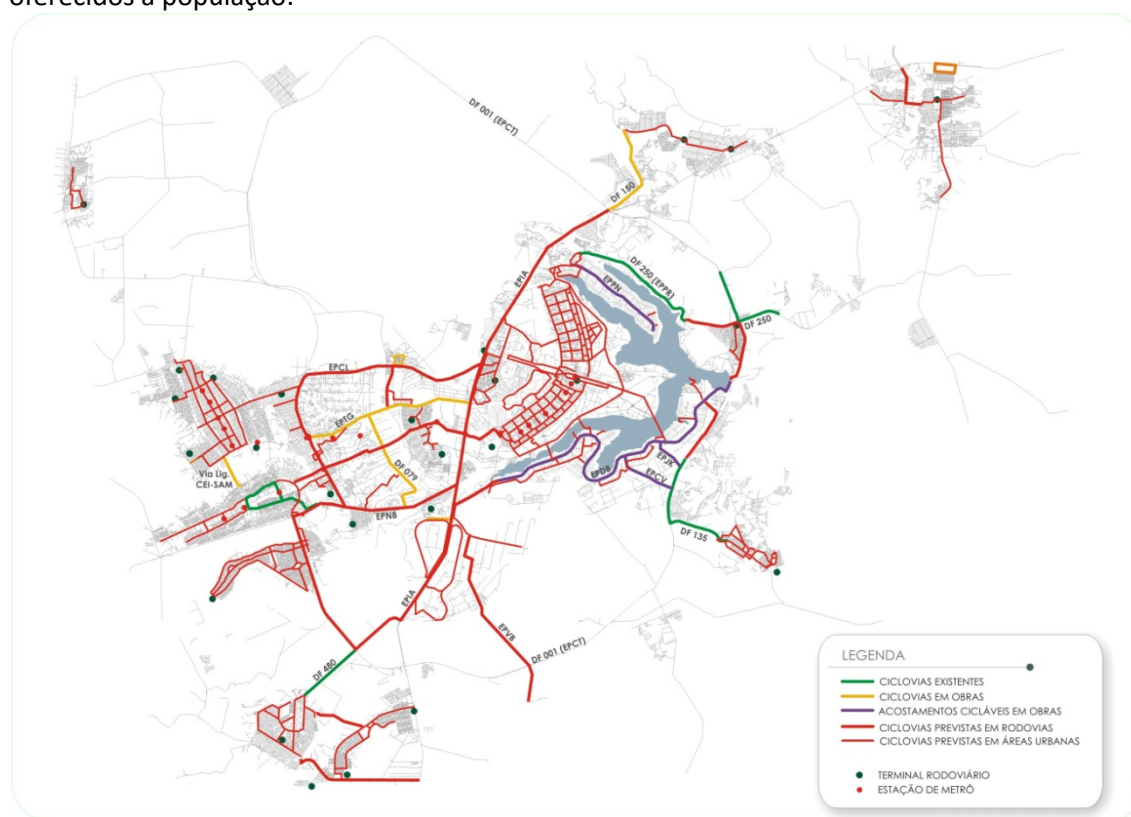 oferecidos à população.
DF 001 (EPCT)
DF 150
EPIA
DF 250 (EPPR)
EPPN
DF 250
EPCL
EPTG
DF 079
Via Lig.
CEI-SAM
EPNB
EPDB
EPJK
EPCV
DF 135
EPIA
EPVB
DF 001 (EPCT)
DF 480
LEGENDA
CICLOVIAS EXISTENTES
CICLOVIAS EM OBRAS
ACOSTAMENTOS CICLÁVEIS EM OBRAS
CICLOVIAS PREVISTAS EM RODOVIAS
CICLOVIAS PREVISTAS EM ÁREAS URBANAS
TERMINAL RODOVIÁRIO
ESTAÇÃO DE METRÔ